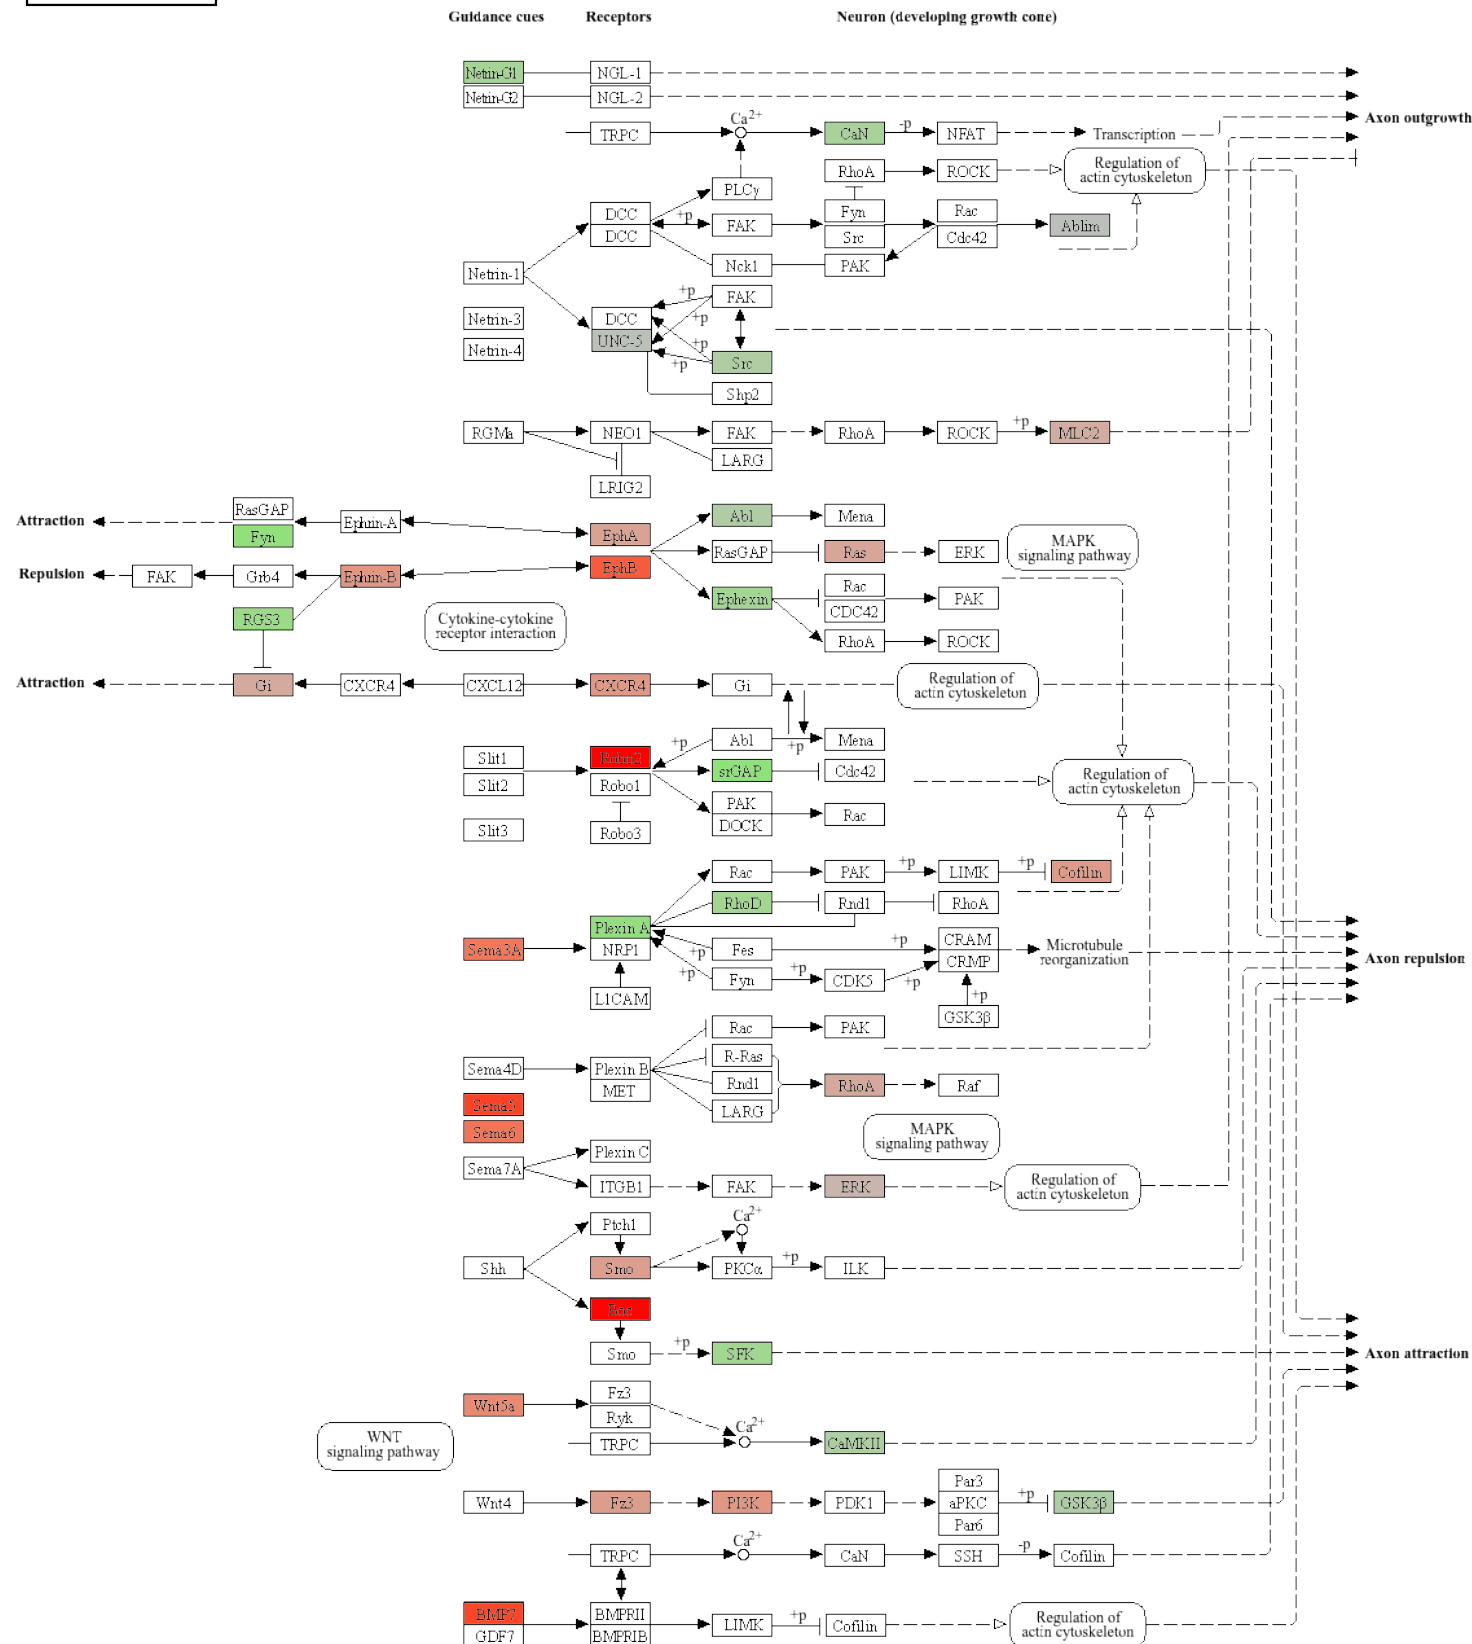 Guidance cues Receptors Neuron (developing growth cone)
Netrin-G1 NGL-1
Netrin-G2 NGL-2
Axon outgrowth
TRPC Ca2+ CaN -p NFAT Transcription
RhoA ROCK Regulation of
actin cytoskeleton
PLCγ
DCC +p FAK Fyn Rac Ablim
DCC Src Cdc42
Netrin-1 Nck1 PAK
+p FAK
Netrin-3 DCC +p
Netrin-4 UNC-5 +p
+p Src
Shp2
RGMa NEO1 FAK RhoA ROCK +p MLC2
LARG
LRIG2
RasGAP
Attraction Fyn Ephrin-A EphA Abl Mena
RasGAP Ras ERK MAPK
signaling pathway
Repulsion FAK Grb4 Ephrin-B EphB
Rac
Ephexin CDC42 PAK
RGS3 Cytokine-cytokine
receptor interaction
RhoA ROCK
Attraction Gi CXCR4 CXCL12 CXCR4 Gi Regulation of
actin cytoskeleton
+p Abl +p Mena
Slit1 Robo2
Slit2 Robo1 srGAP Cdc42 Regulation of
actin cytoskeleton
PAK
DOCK Rac
Slit3 Robo3
Rac PAK +p LIMK +p Cofilin
RhoD Rnd1 RhoA
Plexin A
Sema3A NRP1 +p Fes +p CRAM Microtubule
reorganization
CRMP
Axon repulsion
+p Fyn +p CDK5 +p
L1CAM +p
GSK3β
Rac PAK
R-Ras
Sema4D Plexin B
MET Rnd1 RhoA Raf
Sema5 LARG
Sema6 MAPK
signaling pathway
Plexin C
Sema7A
ITGB1 FAK ERK Regulation of
actin cytoskeleton
Ptch1 Ca2+
Shh Smo PKCα +p ILK
Boc
Smo +p SFK
Axon attraction
Wnt5a Fz3
Ryk Ca2+
TRPC CaMKII
WNT
signaling pathway
Par3
Wnt4 Fz3 PI3K PDK1 aPKC +p GSK3β
Par6
TRPC Ca2+ CaN SSH -p Cofilin
BMP7 BMPRII
GDF7 BMPRIB LIMK +p Cofilin Regulation of
actin cytoskeleton